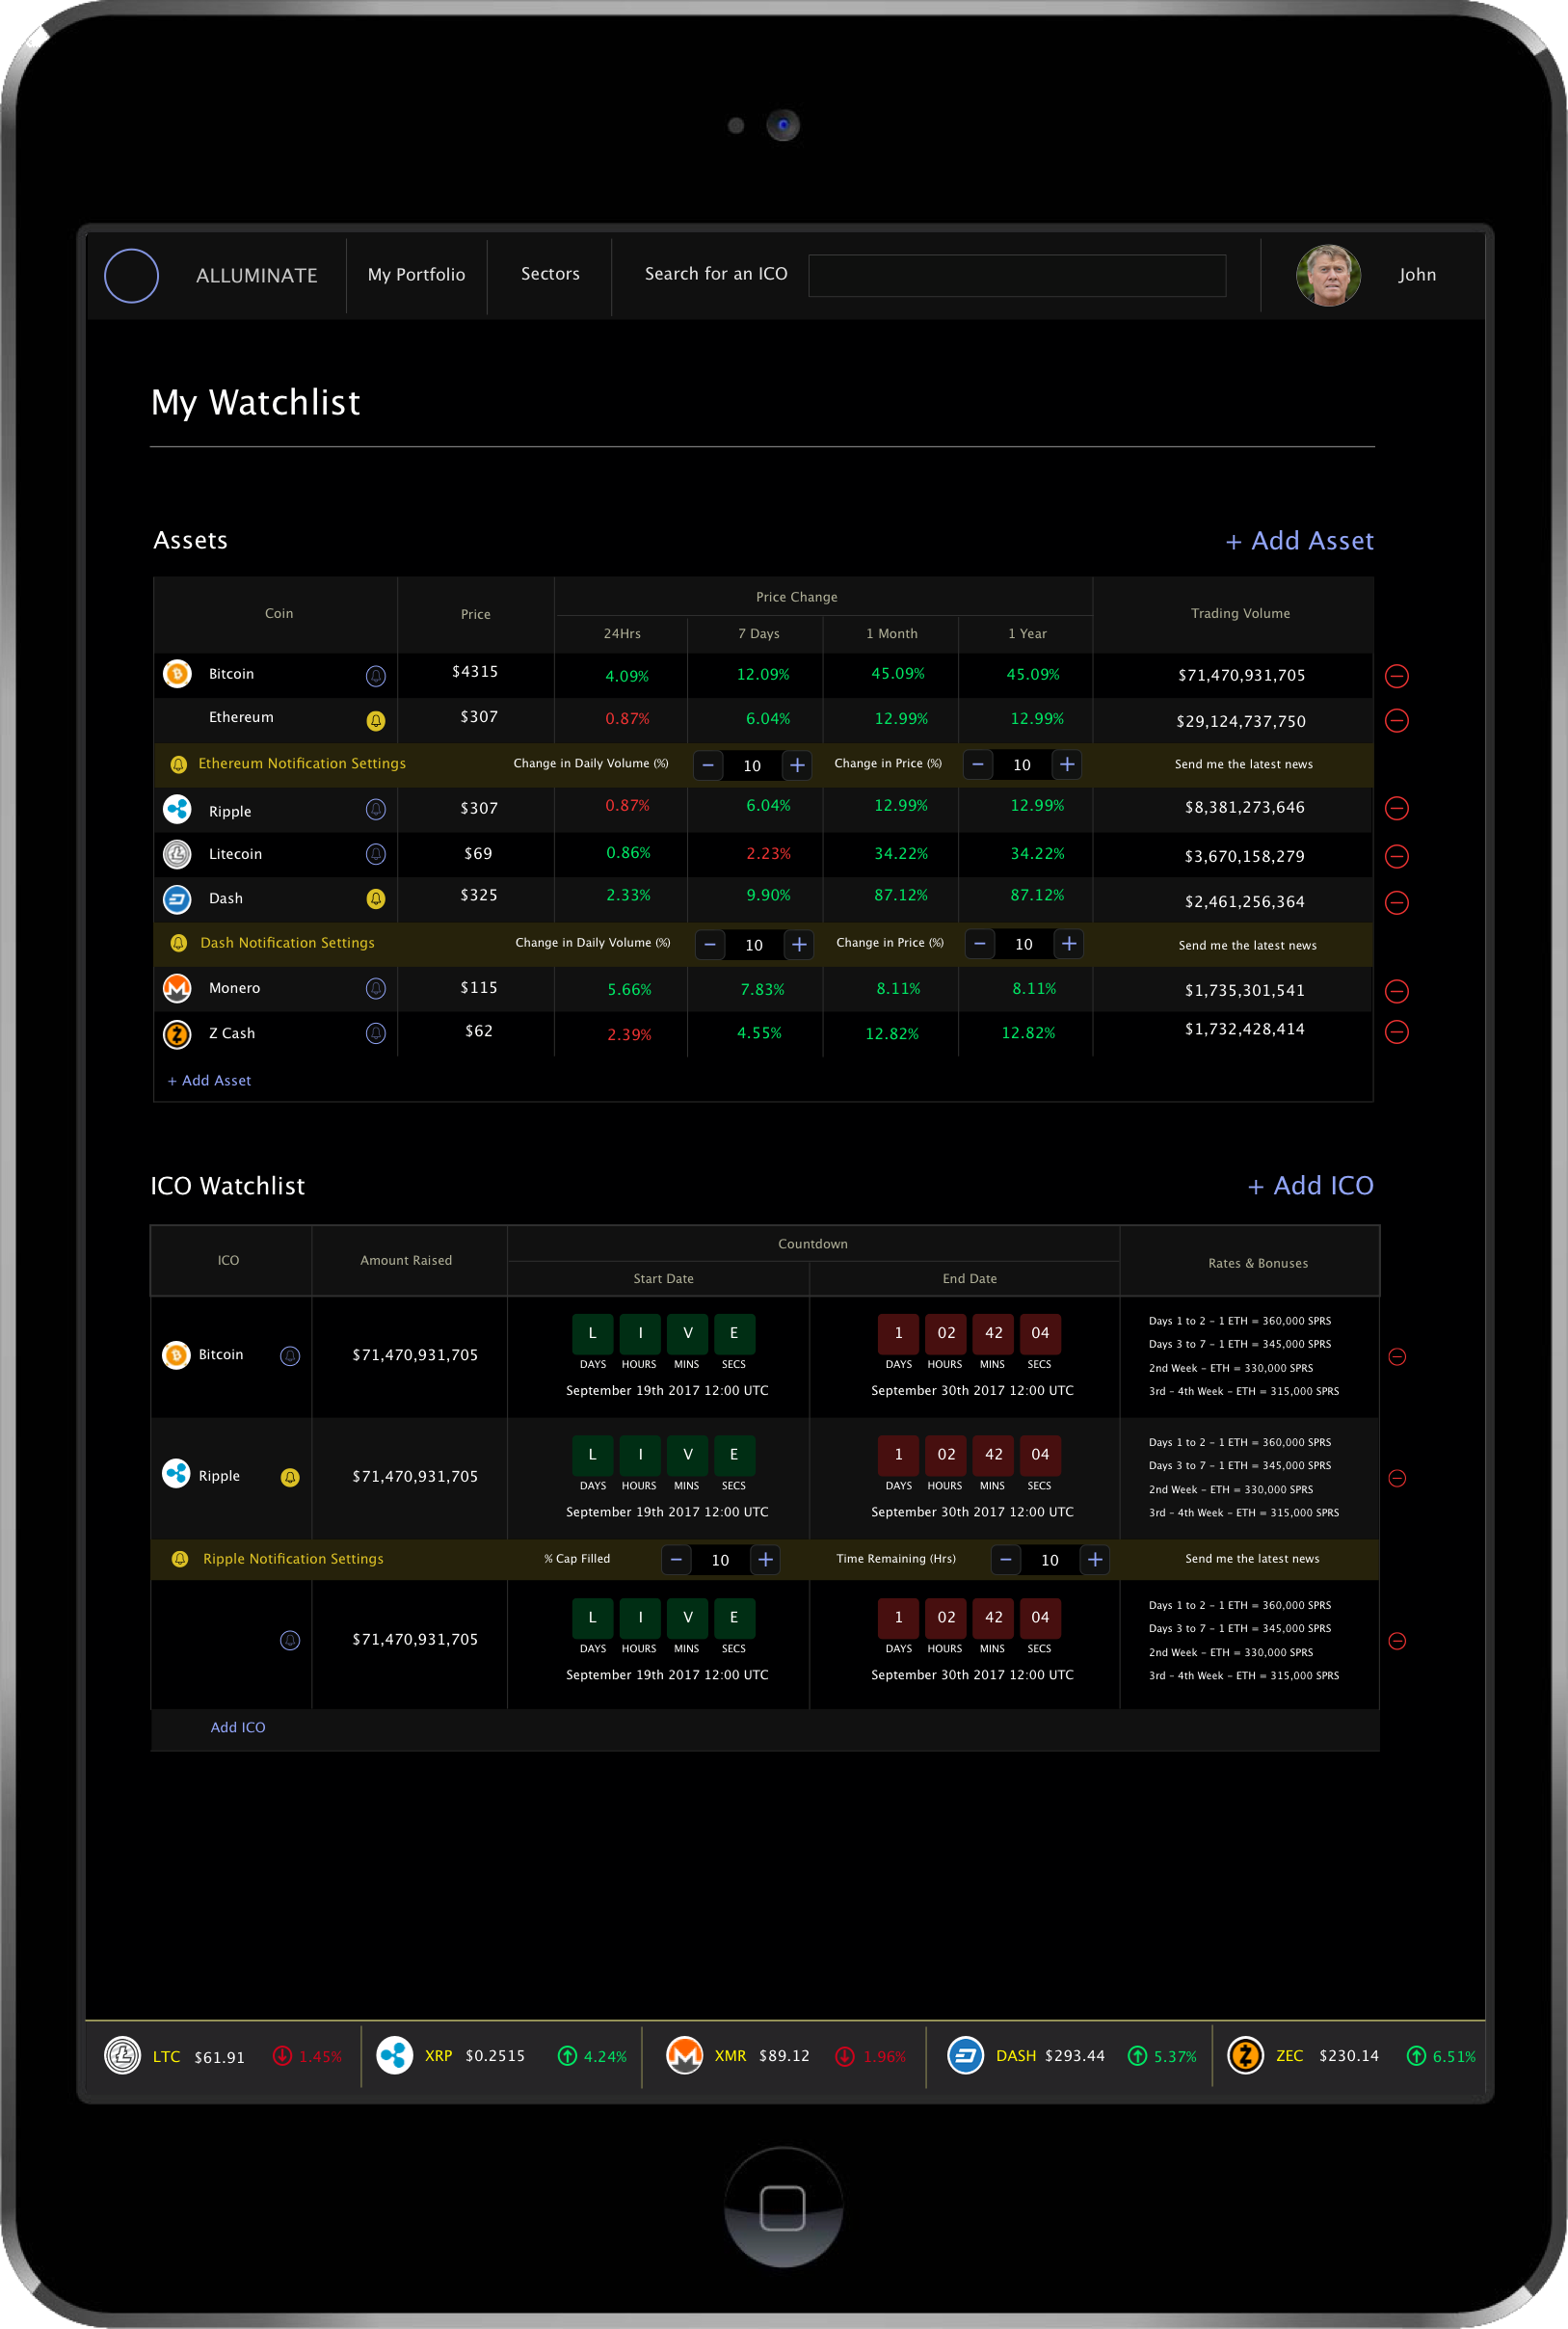 ALLUMINATE My Portfolio Sectors Search for an ICO John
My Watchlist
Assets + Add Asset
Coin Price Price Change Trading Volume
24Hrs 7 Days 1 Month 1 Year
Bitcoin $4315 4.09% 12.09% 45.09% 45.09% $71,470,931,705
Ethereum $307 0.87% 6.04% 12.99% 12.99% $29,124,737,750
Ethereum Notification Settings Change in Daily Volume (%) − 10 + Change in Price (%) − 10 + Send me the latest news
Ripple $307 0.87% 6.04% 12.99% 12.99% $8,381,273,646
Litecoin $69 0.86% 2.23% 34.22% 34.22% $3,670,158,279
Dash $325 2.33% 9.90% 87.12% 87.12% $2,461,256,364
Dash Notification Settings Change in Daily Volume (%) − 10 + Change in Price (%) − 10 + Send me the latest news
Monero $115 5.66% 7.83% 8.11% 8.11% $1,735,301,541
Z Cash $62 2.39% 4.55% 12.82% 12.82% $1,732,428,414
+ Add Asset
ICO Watchlist + Add ICO
ICO Amount Raised Countdown Rates & Bonuses
Start Date End Date
Bitcoin $71,470,931,705
L I V E 1 02 42 04
DAYS HOURS MINS SECS DAYS HOURS MINS SECS
September 19th 2017 12:00 UTC September 30th 2017 12:00 UTC
Days 1 to 2 – 1 ETH = 360,000 SPRS
Days 3 to 7 – 1 ETH = 345,000 SPRS
2nd Week – ETH = 330,000 SPRS
3rd – 4th Week – ETH = 315,000 SPRS
Ripple $71,470,931,705
L I V E 1 02 42 04
DAYS HOURS MINS SECS DAYS HOURS MINS SECS
September 19th 2017 12:00 UTC September 30th 2017 12:00 UTC
Days 1 to 2 – 1 ETH = 360,000 SPRS
Days 3 to 7 – 1 ETH = 345,000 SPRS
2nd Week – ETH = 330,000 SPRS
3rd – 4th Week – ETH = 315,000 SPRS
Ripple Notification Settings % Cap Filled − 10 + Time Remaining (Hrs) − 10 + Send me the latest news
$71,470,931,705
L I V E 1 02 42 04
DAYS HOURS MINS SECS DAYS HOURS MINS SECS
September 19th 2017 12:00 UTC September 30th 2017 12:00 UTC
Days 1 to 2 – 1 ETH = 360,000 SPRS
Days 3 to 7 – 1 ETH = 345,000 SPRS
2nd Week – ETH = 330,000 SPRS
3rd – 4th Week – ETH = 315,000 SPRS
Add ICO
LTC $61.91 1.45% XRP $0.2515 4.24% XMR $89.12 1.96% DASH $293.44 5.37% ZEC $230.14 6.51%